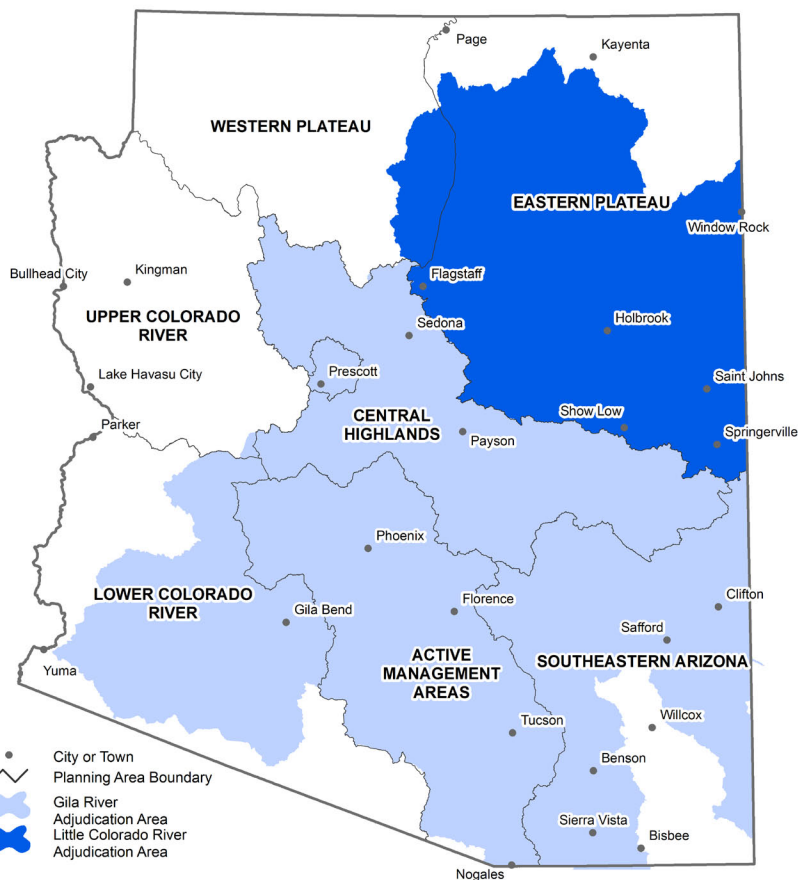 Page
Kayenta
WESTERN PLATEAU
EASTERN PLATEAU
Window Rock
Bullhead City
Kingman
Flagstaff
UPPER COLORADO
RIVER
Sedona
Holbrook
Lake Havasu City
Prescott
Saint Johns
CENTRAL
HIGHLANDS
Show Low
Parker
Payson
Springerville
Phoenix
LOWER COLORADO
RIVER
Gila Bend
Florence
Clifton
Safford
ACTIVE
MANAGEMENT
AREAS
SOUTHEASTERN ARIZONA
Yuma
Tucson
Willcox
Benson
Sierra Vista
Bisbee
Nogales
City or Town
Planning Area Boundary
Gila River
Adjudication Area
Little Colorado River
Adjudication Area